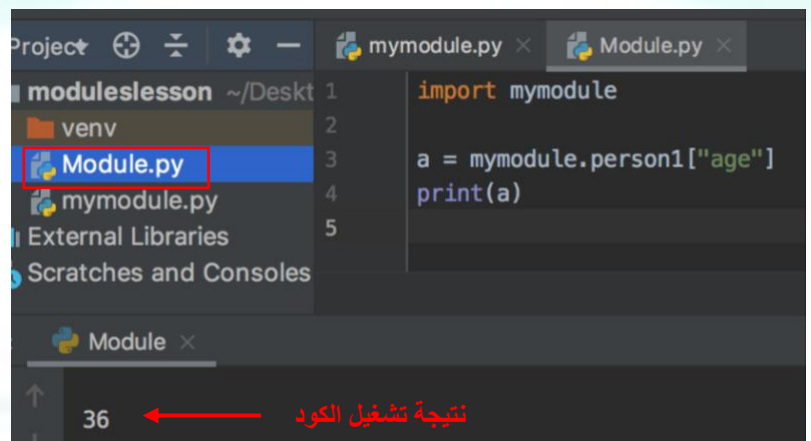 Project
mymodule.py
Module.py
moduleslesson ~/Deskt
venv
Module.py
mymodule.py
External Libraries
Scratches and Consoles
1 import mymodule
2
3 a = mymodule.person1["age"]
4 print(a)
5
Module
36
نتيجة تشغيل الكود